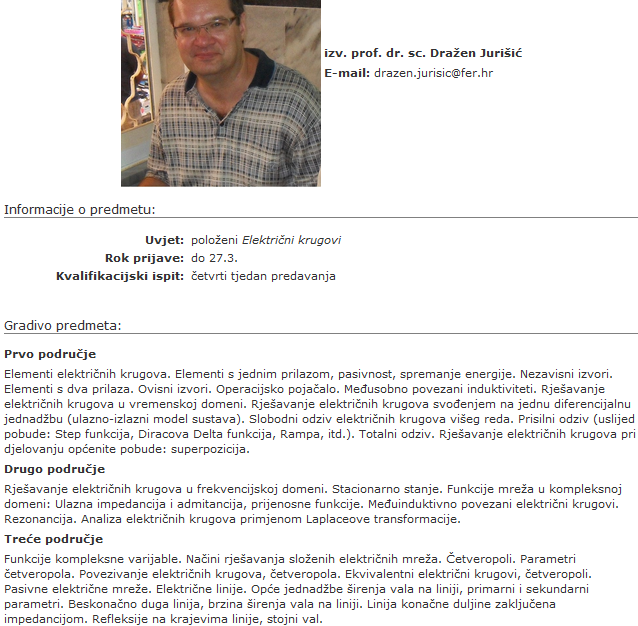 izv. prof. dr. sc. Dražen Jurišić
E-mail: drazen.jurisic@fer.hr
Informacije o predmetu:
Uvjet: položeni Električni krugovi
Rok prijave: do 27.3.
Kvalifikacijski ispit: četvrti tjedan predavanja
Gradivo predmeta:
Prvo područje
Elementi električnih krugova. Elementi s jednim prilazom, pasivnost, spremanje energije. Nezavisni izvori.
Elementi s dva prilaza. Ovisni izvori. Operacijsko pojačalo. Međusobno povezani induktiviteti. Rješavanje
električnih krugova u vremenskoj domeni. Rješavanje električnih krugova svođenjem na jednu diferencijalnu
jednadžbu (ulazno-izlazni model sustava). Slobodni odziv električnih krugova višeg reda. Prisilni odziv (uslijed
pobude: Step funkcija, Diracova Delta funkcija, Rampa, itd.). Totalni odziv. Rješavanje električnih krugova pri
djelovanju općenite pobude: superpozicija.
Drugo područje
Rješavanje električnih krugova u frekvencijskoj domeni. Stacionarno stanje. Funkcije mreža u kompleksnoj
domeni: Ulazna impedancija i admitancija, prijenosne funkcije. Međuinduktivno povezani električni krugovi.
Rezonancija. Analiza električnih krugova primjenom Laplaceove transformacije.
Treće područje
Funkcije kompleksne varijable. Načini rješavanja složenih električnih mreža. Četveropoli. Parametri
četveropola. Povezivanje električnih krugova, četveropola. Ekvivalentni električni krugovi, četveropoli.
Pasivne električne mreže. Električne linije. Opće jednadžbe širenja vala na liniji, primarni i sekundarni
parametri. Beskonačno duga linija, brzina širenja vala na liniji. Linija konačne duljine zaključena
impedancijom. Refleksije na krajevima linije, stojni val.